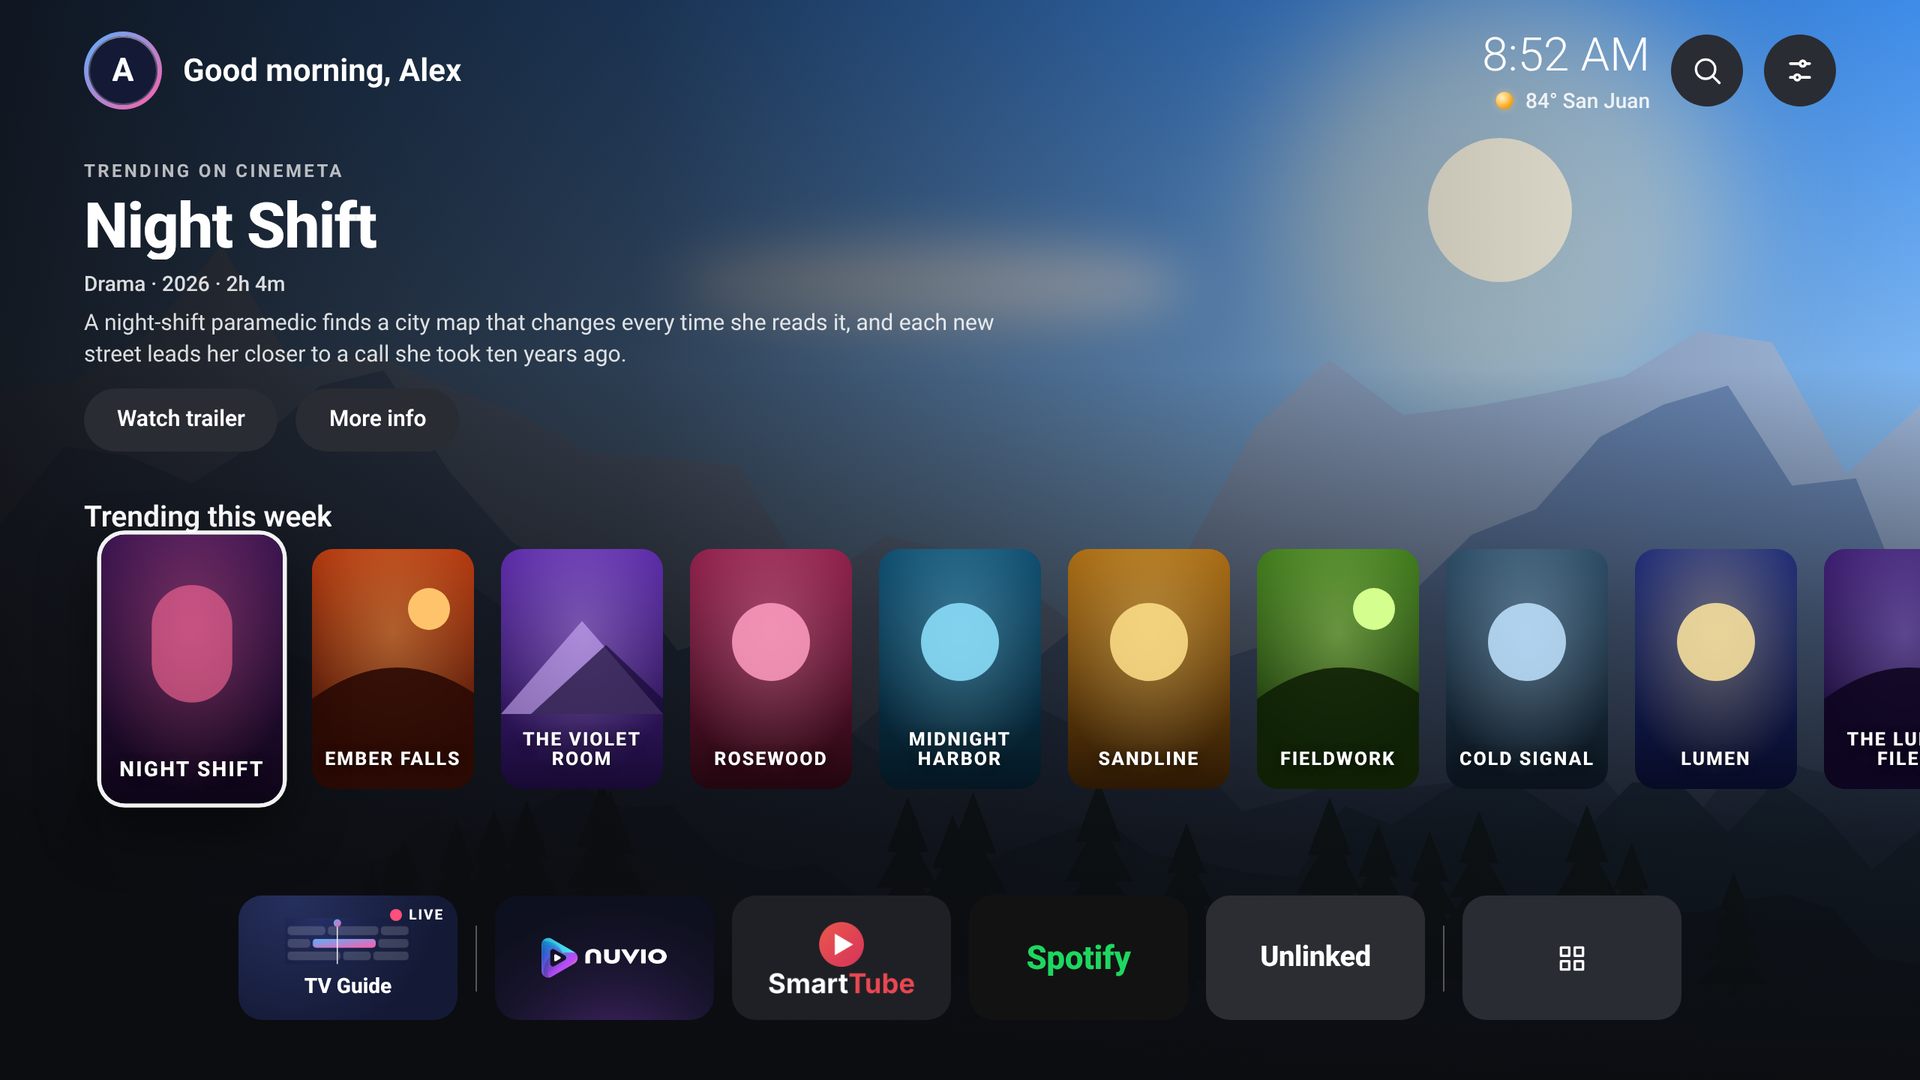 A
Good morning, Alex
8:52 AM
84° San Juan
TRENDING ON CINEMETA
Night Shift
Drama · 2026 · 2h 4m
A night-shift paramedic finds a city map that changes every time she reads it, and each new
street leads her closer to a call she took ten years ago.
Watch trailer
More info
Trending this week
NIGHT SHIFT
EMBER FALLS
THE VIOLET
ROOM
ROSEWOOD
MIDNIGHT
HARBOR
SANDLINE
FIELDWORK
COLD SIGNAL
LUMEN
THE
LIVE
TV Guide
nuvio
SmartTube
Spotify
Unlinked